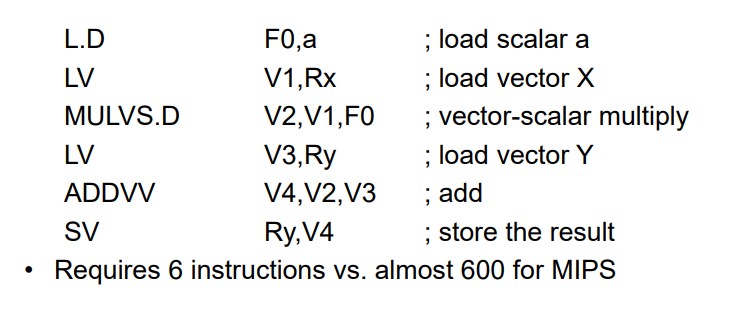 L.D F0,a ; load scalar a
LV V1,Rx ; load vector X
MULVS.D V2,V1,F0 ; vector-scalar multiply
LV V3,Ry ; load vector Y
ADDVV V4,V2,V3 ; add
SV Ry,V4 ; store the result
• Requires 6 instructions vs. almost 600 for MIPS